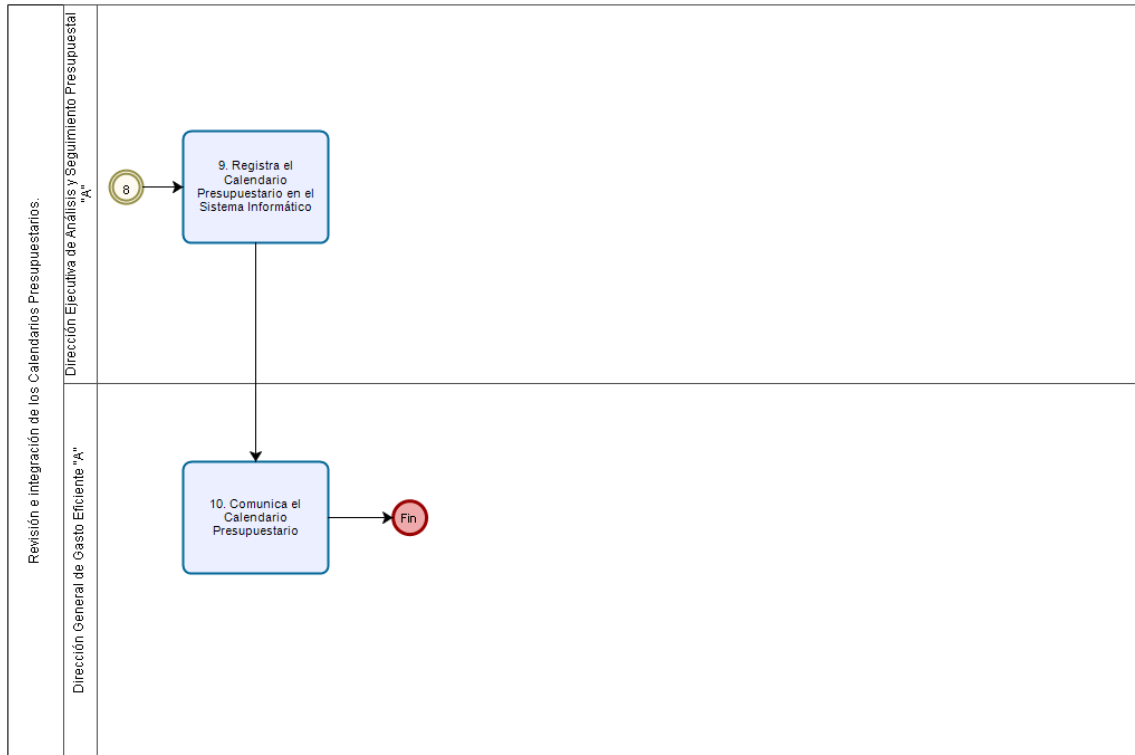 Revisión e integración de los Calendarios Presupuestarios.
Dirección Ejecutiva de Análisis y Seguimiento Presupuestal
"A"
8
9. Registra el
Calendario
Presupuestario en el
Sistema Informático
Dirección General de Gasto Eficiente "A"
10. Comunica el
Calendario
Presupuestario
Fin